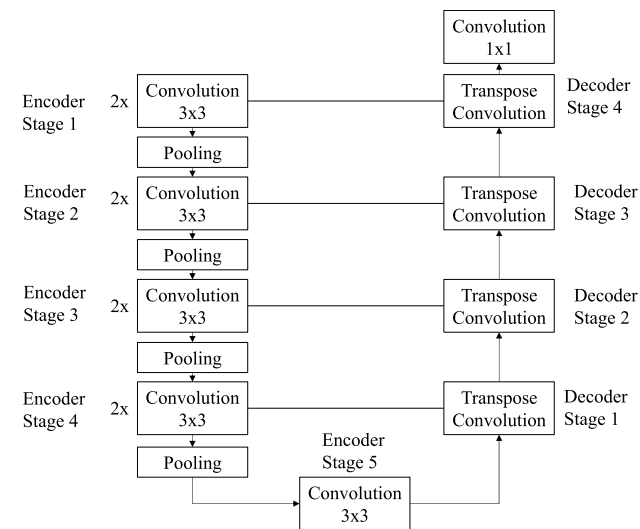 Convolution
1x1
Encoder
Stage 1
2x
Convolution
3x3
Transpose
Convolution
Decoder
Stage 4
Pooling
Encoder
Stage 2
2x
Convolution
3x3
Transpose
Convolution
Decoder
Stage 3
Pooling
Encoder
Stage 3
2x
Convolution
3x3
Transpose
Convolution
Decoder
Stage 2
Pooling
Encoder
Stage 4
2x
Convolution
3x3
Transpose
Convolution
Decoder
Stage 1
Pooling
Encoder
Stage 5
Convolution
3x3